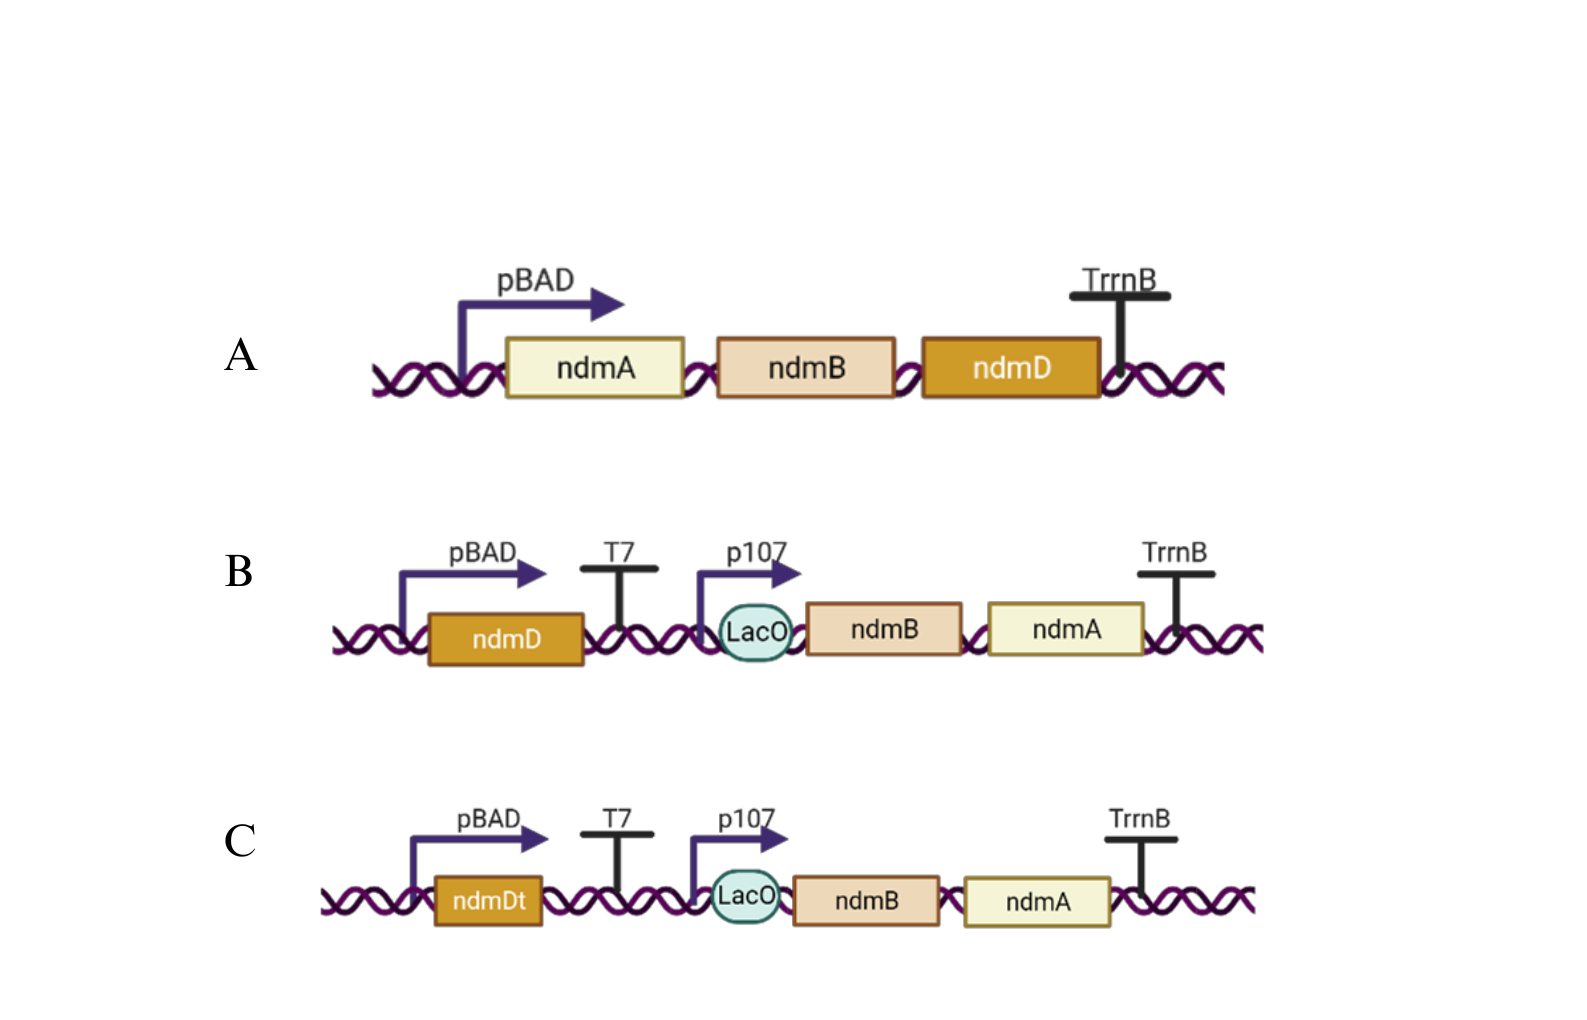 pBAD TrrnB
A ndmA ndmB ndmD
pBAD T7 p107 TrrnB
B ndmD LacO ndmB ndmA
pBAD T7 p107 TrrnB
C ndmDt LacO ndmB ndmA